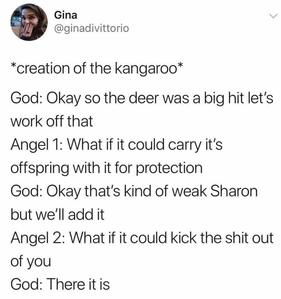 Gina
@ginadivittorio
*creation of the kangaroo*
God: Okay so the deer was a big hit let's
work off that
Angel 1: What if it could carry it's
offspring with it for protection
God: Okay that's kind of weak Sharon
but we'll add it
Angel 2: What if it could kick the shit out
of you
God: There it is